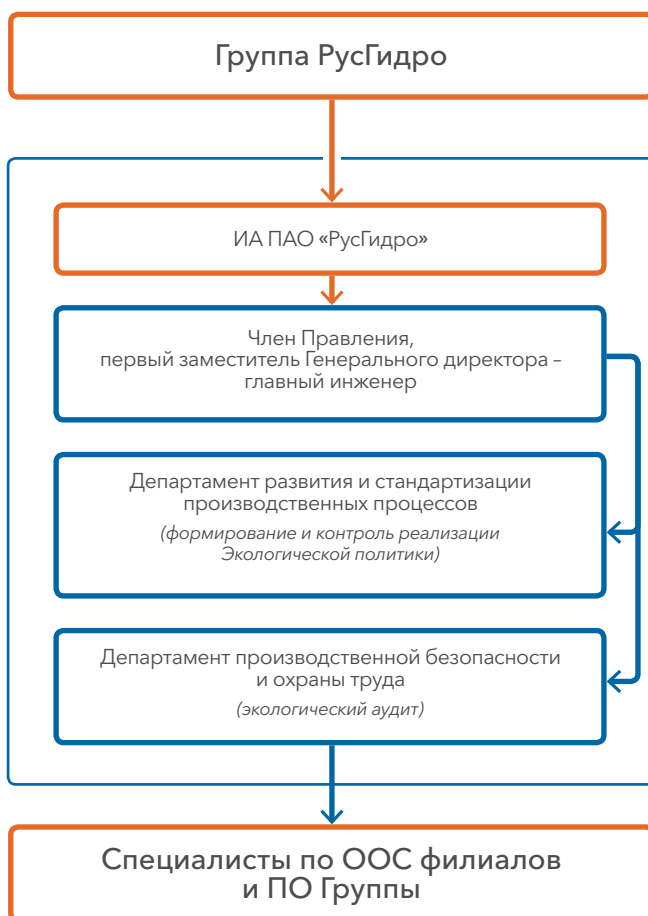 Группа РусГидро
ИА ПАО «РусГидро»
Член Правления,
первый заместитель Генерального директора –
главный инженер
Департамент развития и стандартизации
производственных процессов
(формирование и контроль реализации
Экологической политики)
Департамент производственной безопасности
и охраны труда
(экологический аудит)
Специалисты по ООС филиалов
и ПО Группы